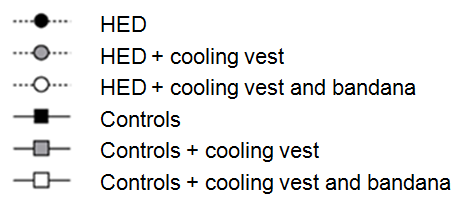 HED
HED + cooling vest
HED + cooling vest and bandana
Controls
Controls + cooling vest
Controls + cooling vest and bandana